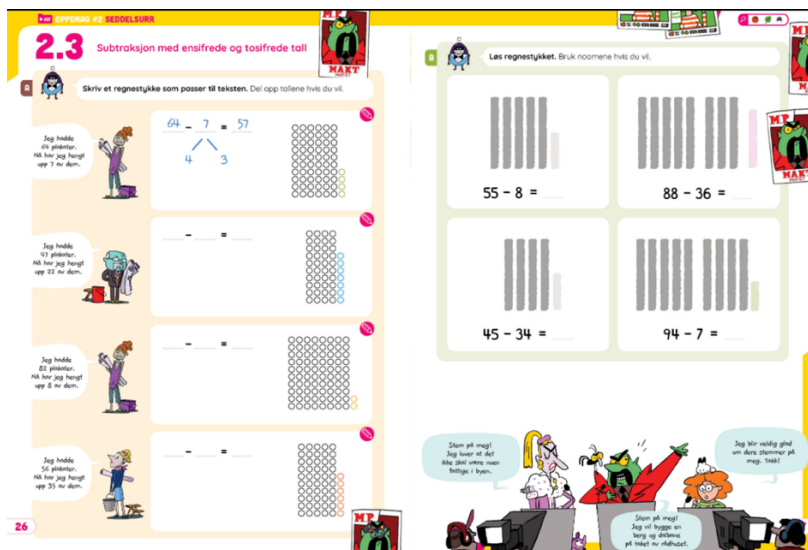 OPPDRAG #2 SEDDELSURR
2.3 Subtraksjon med ensifrede og tosifrede tall
A
Skriv et regnestykke som passer til teksten. Del opp tallene hvis du vil.
Jeg hadde
64 plakater.
Nå har jeg hengt
opp 7 av dem.
64 - 7 = 57
4 3
Jeg hadde
47 plakater.
Nå har jeg hengt
opp 22 av dem.
- =
Jeg hadde
82 plakater.
Nå har jeg hengt
opp 8 av dem.
- =
Jeg hadde
56 plakater.
Nå har jeg hengt
opp 35 av dem.
- =
26
M.P.
MAKT
PARTIET
B
Løs regnestykket. Bruk noomene hvis du vil.
55 - 8 =
88 - 36 =
45 - 34 =
94 - 7 =
M.P.
MAKT
PARTIET
Stem på meg!
Jeg lover at det
ikke skal være noen
fattige i byen.
Stem på meg!
Jeg vil bygge en
berg og dalbane
på taket av rådhuset.
Jeg blir veldig glad
om dere stemmer på
meg. Takk!
M.P.